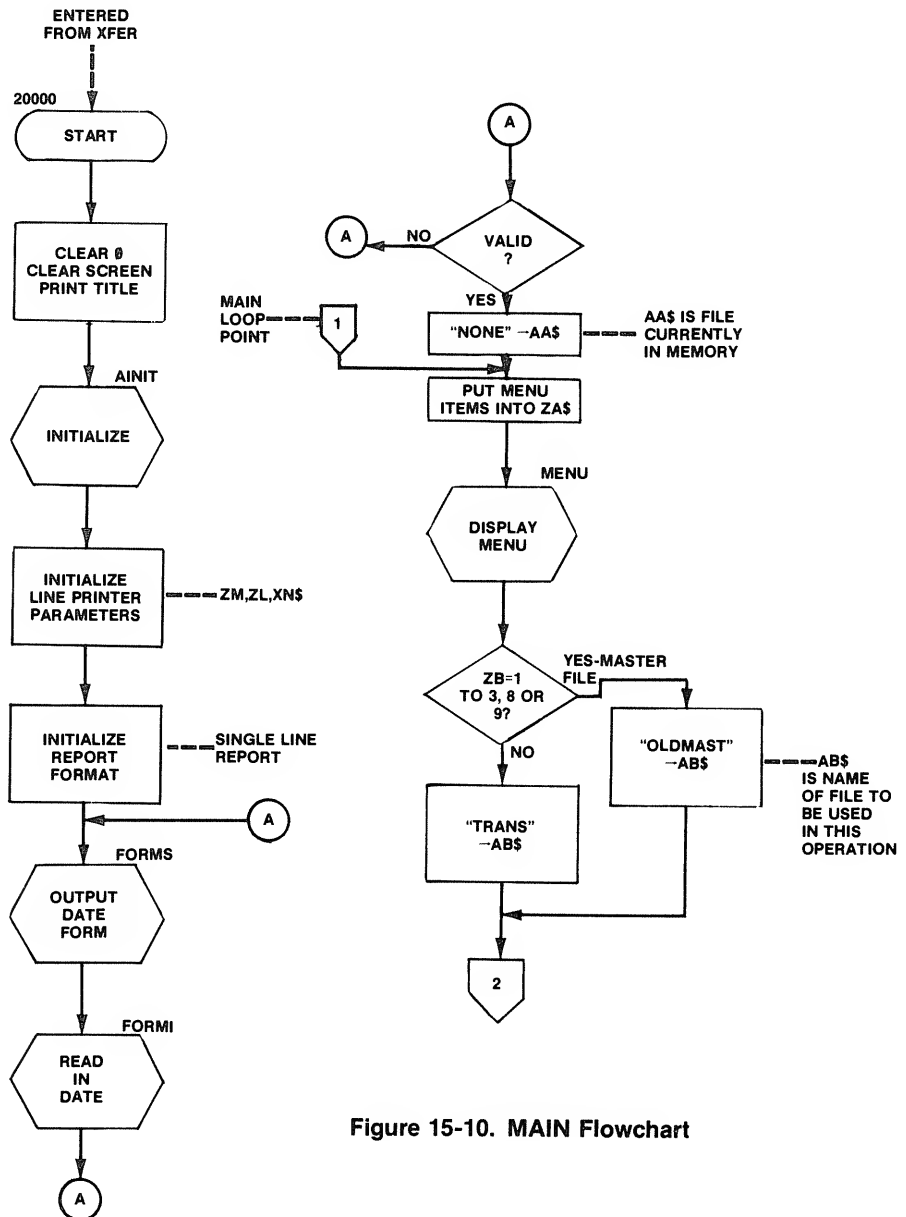 ENTERED
FROM XFER
20000
START
CLEAR 0
CLEAR SCREEN
PRINT TITLE
AINIT
INITIALIZE
INITIALIZE
LINE PRINTER
PARAMETERS
ZM,ZL,XN$
INITIALIZE
REPORT
FORMAT
SINGLE LINE
REPORT
A
FORMS
OUTPUT
DATE
FORM
FORMI
READ
IN
DATE
A
A
VALID
?
NO
A
YES
MAIN
LOOP
POINT
1
"NONE" →AA$
AA$ IS FILE
CURRENTLY
IN MEMORY
PUT MENU
ITEMS INTO ZA$
MENU
DISPLAY
MENU
ZB=1
TO 3, 8 OR
9?
YES-MASTER
FILE
NO
"OLDMAST"
→AB$
AB$
IS NAME
OF FILE TO
BE USED
IN THIS
OPERATION
"TRANS"
→AB$
2
Figure 15-10. MAIN Flowchart